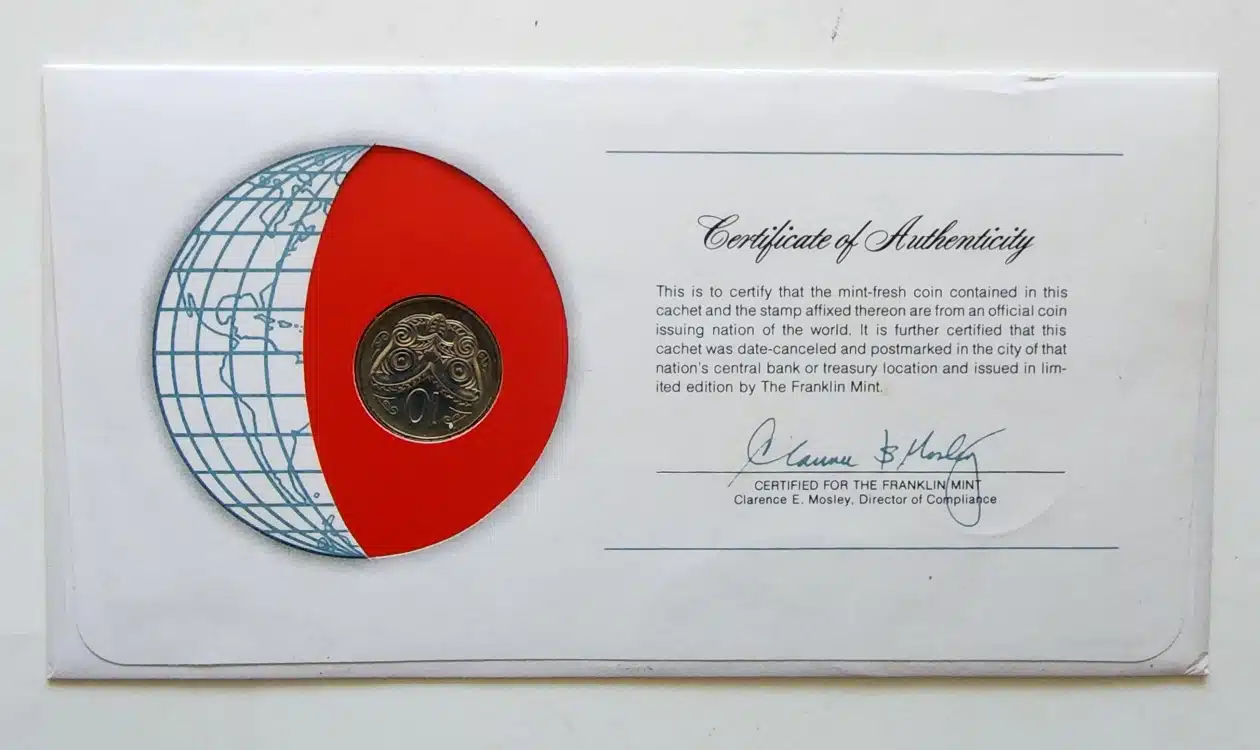 Certificate of Authenticity
This is to certify that the mint-fresh coin contained in this
cachet and the stamp affixed thereon are from an official coin
issuing nation of the world. It is further certified that this
cachet was date-canceled and postmarked in the city of that
nation's central bank or treasury location and issued in lim-
ited edition by The Franklin Mint.
CERTIFIED FOR THE FRANKLIN MINT
Clarence E. Mosley, Director of Compliance
10